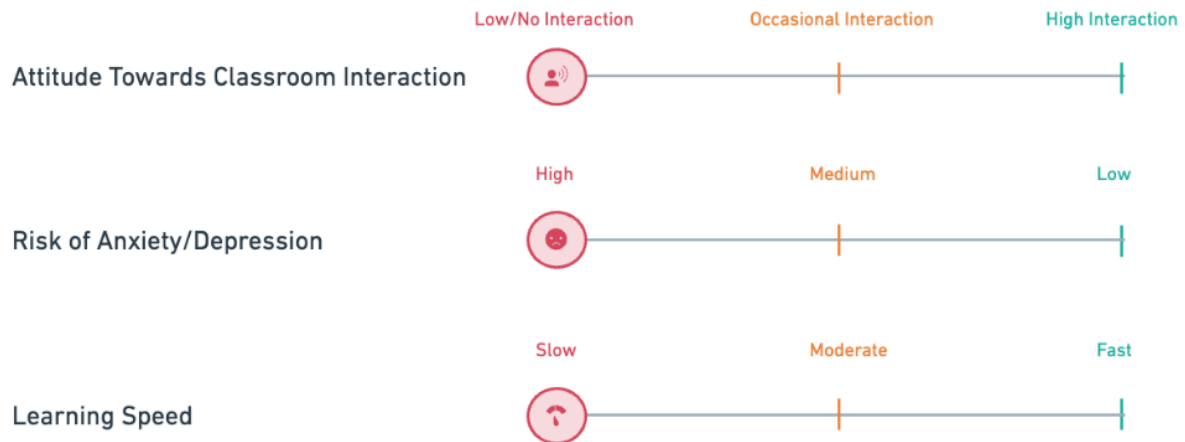 Low/No Interaction Occasional Interaction High Interaction
Attitude Towards Classroom Interaction
High Medium Low
Risk of Anxiety/Depression
Slow Moderate Fast
Learning Speed